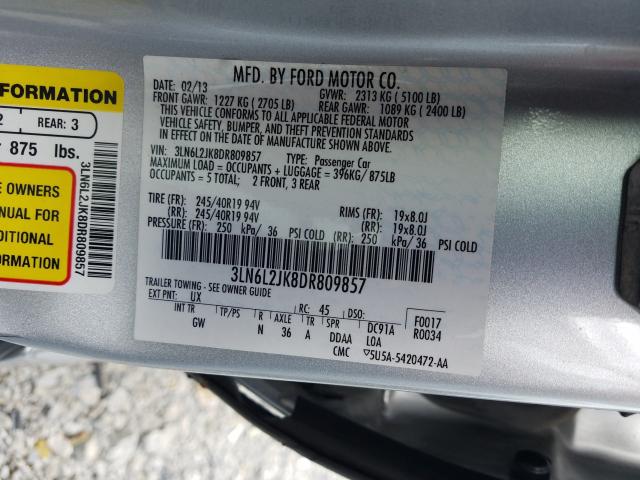 FORMATION
REAR: 3
875 lbs.
E OWNERS
NUAL FOR
DITIONAL
ORMATION
3LN6L2JK8DR809857
MFD. BY FORD MOTOR CO.
DATE: 02/13 GVWR: 2313 KG ( 5100 LB)
FRONT GAWR: 1227 KG ( 2705 LB) REAR GAWR: 1089 KG ( 2400 LB)
THIS VEHICLE CONFORMS TO ALL APPLICABLE FEDERAL MOTOR
VEHICLE SAFETY, BUMPER, AND THEFT PREVENTION STANDARDS
IN EFFECT ON THE DATE OF MANUFACTURE SHOWN ABOVE.
VIN: 3LN6L2JK8DR809857 TYPE: Passenger Car
MAXIMUM LOAD = OCCUPANTS + LUGGAGE = 396KG/ 875LB
OCCUPANTS = 5 TOTAL; 2 FRONT, 3 REAR
TIRE (FR): 245/40R19 94V RIMS (FR): 19x8.0J
(RR): 245/40R19 94V (RR): 19x8.0J
PRESSURE (FR): 250 kPa/ 36 PSI COLD (RR): 250 kPa/ 36 PSI COLD
3LN6L2JK8DR809857
TRAILER TOWING - SEE OWNER GUIDE
EXT PNT: UX RC: 45 DSO: F0017
INT TR TP/PS R AXLE TR SPR DC91A R0034
GW N 36 A DDAA LOA
CMC ▽5U5A-5420472-AA